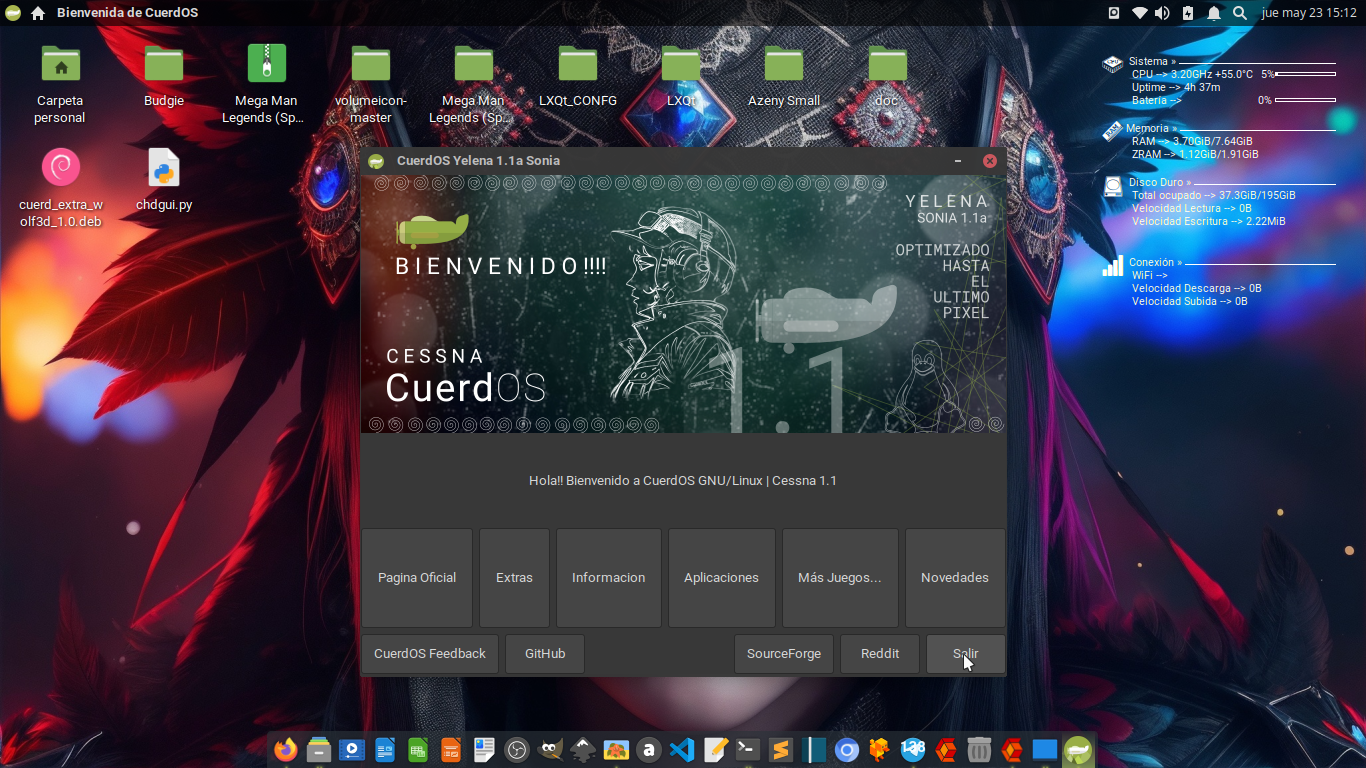 Bienvenida de CuerdOS
jue may 23 15:12
Carpeta
personal
Budgie
Mega Man
Legends (Sp...
volumeicon-
master
Mega Man
Legends (Sp...
LXQt_CONFG
LXQt
Azeny Small
doc
cuerd_extra_w
olf3d_1.0.deb
chdgui.py
Sistema »
CPU --> 3.20GHz +55.0°C 5%
Uptime --> 4h 37m
Batería --> 0%
Memoria »
RAM --> 3.70GiB/7.64GiB
ZRAM --> 1.12GiB/1.91GiB
Disco Duro »
Total ocupado --> 37.3GiB/195GiB
Velocidad Lectura --> 0B
Velocidad Escritura --> 2.22MiB
Conexión »
WiFi -->
Velocidad Descarga --> 0B
Velocidad Subida --> 0B
CuerdOS Yelena 1.1a Sonia
BIENVENIDO!!!!
YELENA
SONIA 1.1a
OPTIMIZADO
HASTA
EL
ULTIMO
PIXEL
CESSNA
CuerdOS
1.1
Hola!! Bienvenido a CuerdOS GNU/Linux | Cessna 1.1
Pagina Oficial
Extras
Informacion
Aplicaciones
Más Juegos...
Novedades
CuerdOS Feedback
GitHub
SourceForge
Reddit
Salir